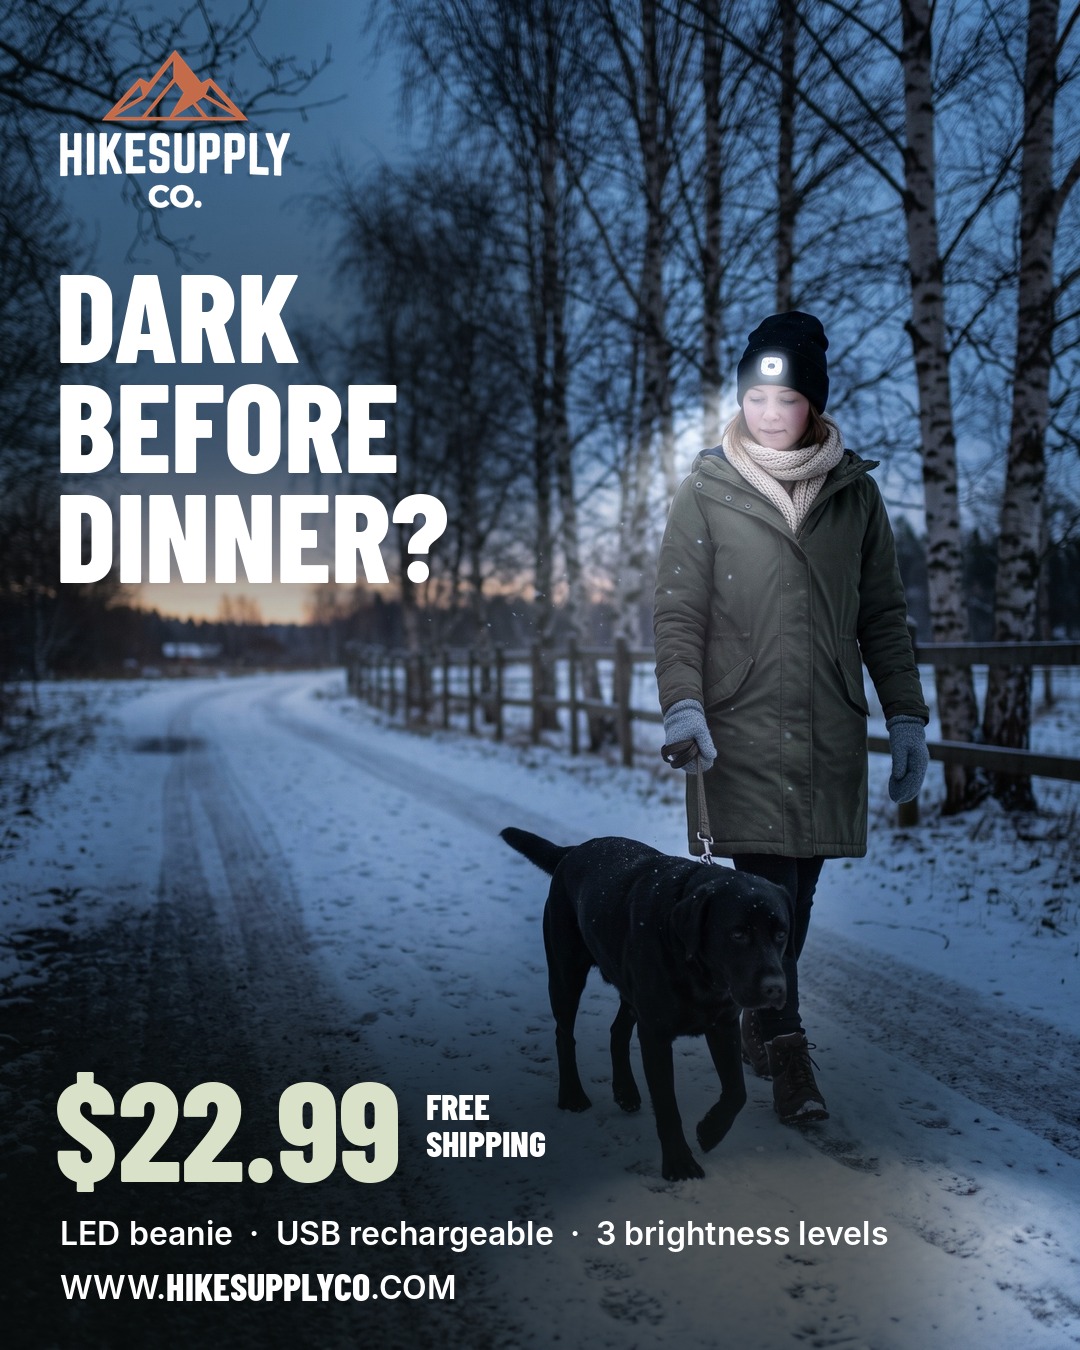 HIKESUPPLY
CO.
DARK
BEFORE
DINNER?
$22.99
FREE
SHIPPING
LED beanie · USB rechargeable · 3 brightness levels
WWW.HIKESUPPLYCO.COM